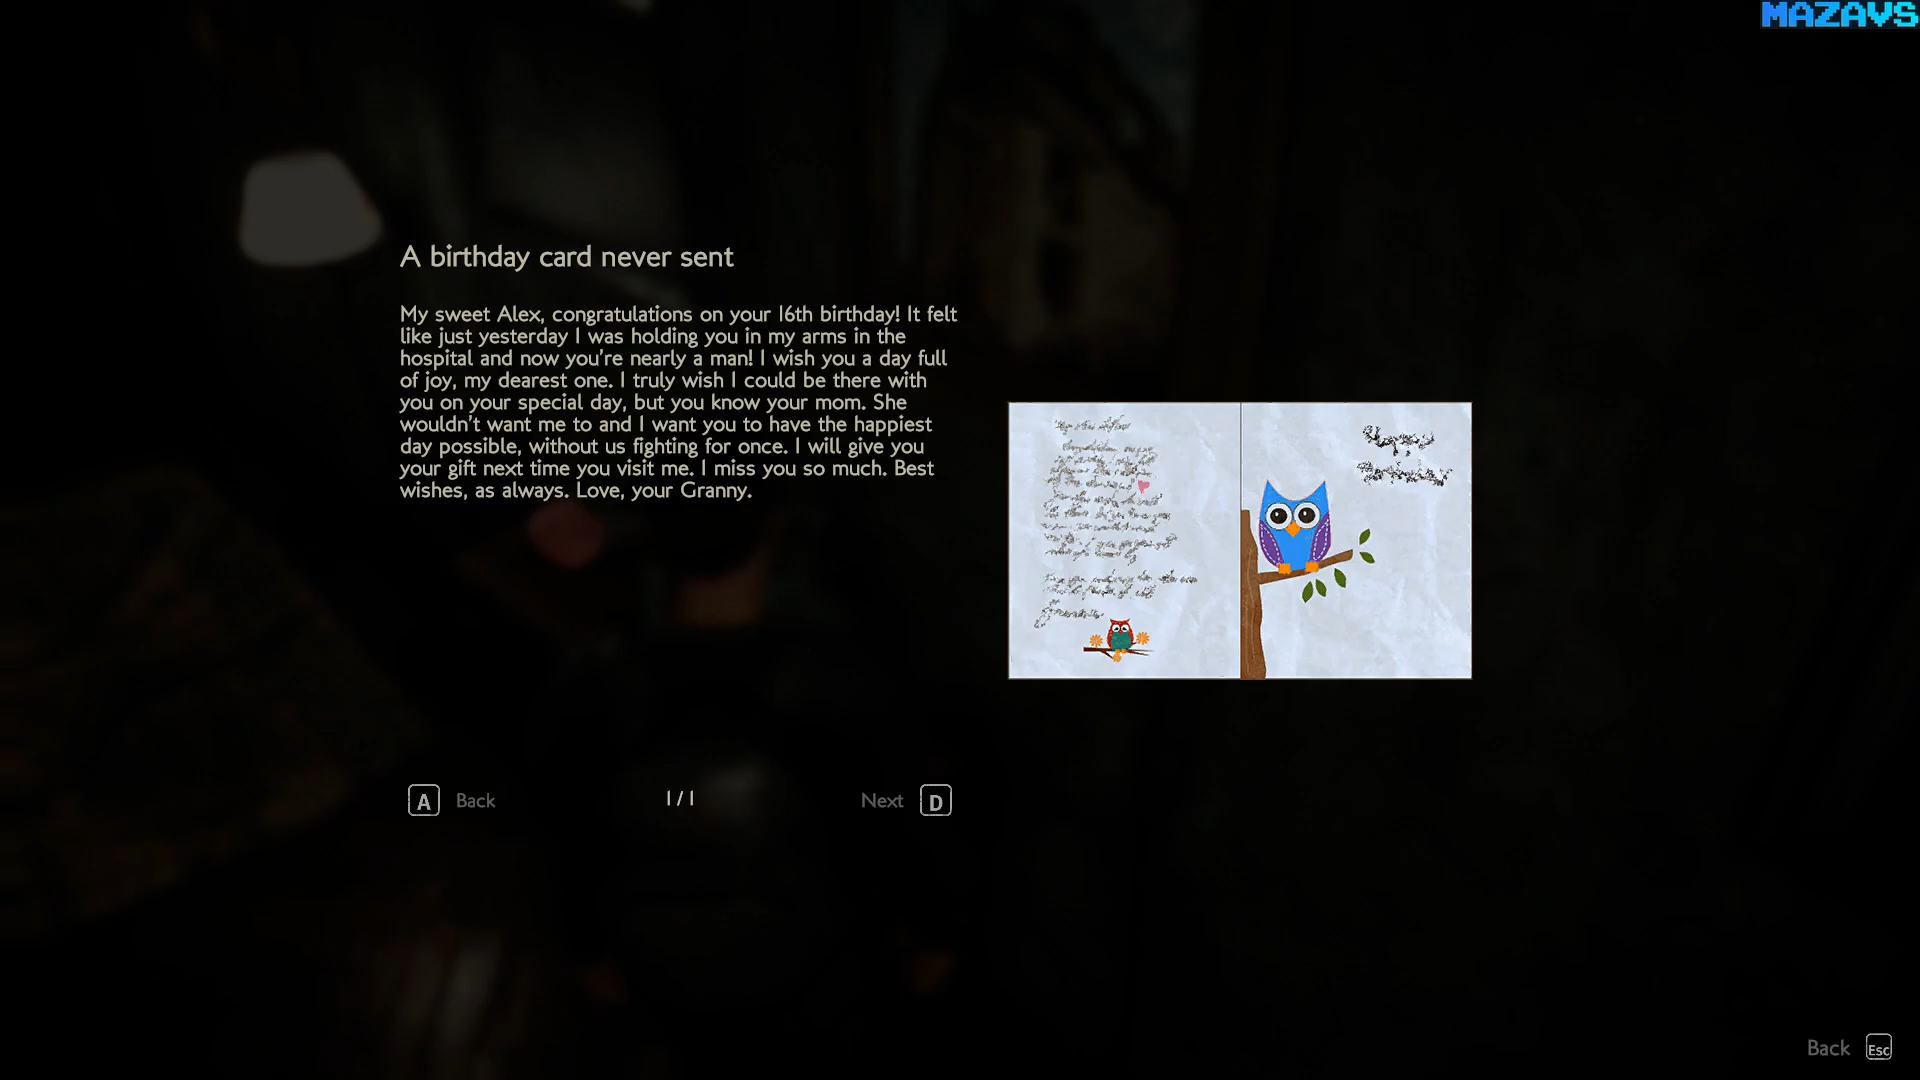 MAZAVS
A birthday card never sent
My sweet Alex, congratulations on your 16th birthday! It felt
like just yesterday I was holding you in my arms in the
hospital and now you're nearly a man! I wish you a day full
of joy, my dearest one. I truly wish I could be there with
you on your special day, but you know your mom. She
wouldn't want me to and I want you to have the happiest
day possible, without us fighting for once. I will give you
your gift next time you visit me. I miss you so much. Best
wishes, as always. Love, your Granny.
A Back
1/1
Next D
Back Esc